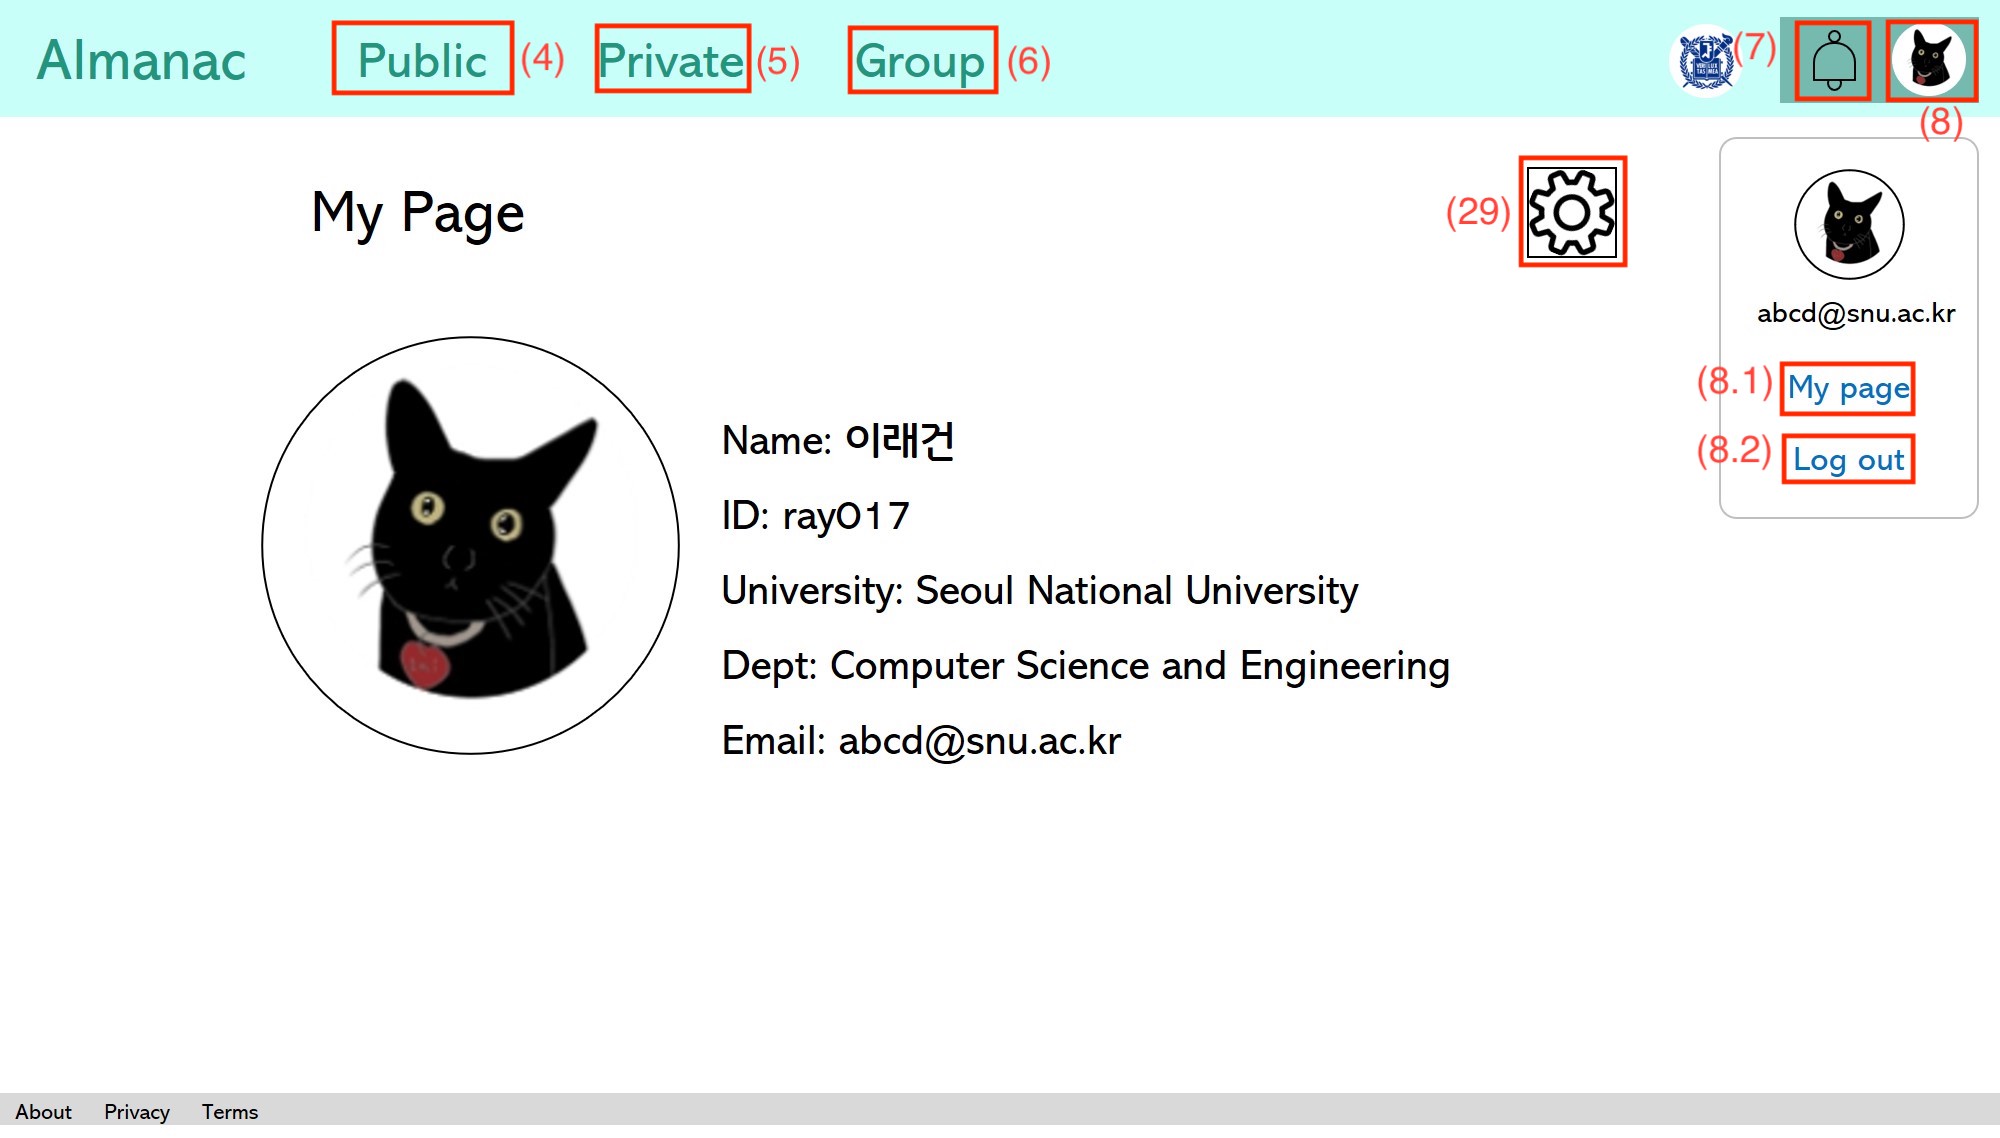 Almanac Public (4) Private (5) Group (6) (7)
(8)
My Page
(29)
abcd@snu.ac.kr
(8.1) My page
(8.2) Log out
Name: 이래건
ID: ray017
University: Seoul National University
Dept: Computer Science and Engineering
Email: abcd@snu.ac.kr
About Privacy Terms